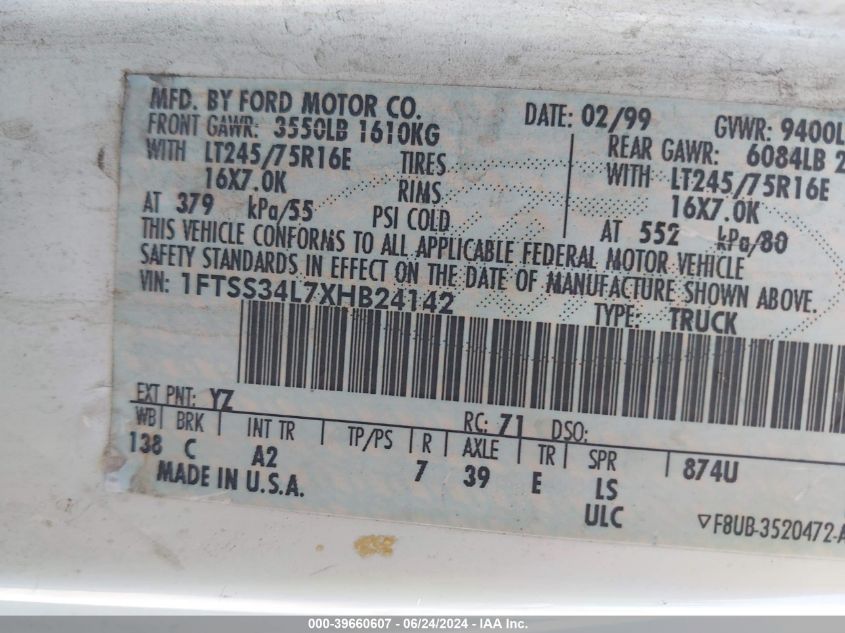 MFD. BY FORD MOTOR CO. DATE: 02/99 GVWR: 9400L
FRONT GAWR: 3550LB 1610KG REAR GAWR: 6084LB 2
WITH LT245/75R16E TIRES WITH LT245/75R16E
16X7.0K RIMS 16X7.0K
AT 379 kPa/55 PSI COLD AT 552 kPa/80
THIS VEHICLE CONFORMS TO ALL APPLICABLE FEDERAL MOTOR VEHICLE
SAFETY STANDARDS IN EFFECT ON THE DATE OF MANUFACTURE SHOWN ABOVE.
VIN: 1FTSS34L7XHB24142 TYPE: TRUCK
EXT PNT: YZ RC: 71 DSO:
WB BRK INT TR TP/PS R AXLE TR SPR 874U
138 C A2 7 39 E LS
MADE IN U.S.A. ULC F8UB-3520472-A
000-39660607 - 06/24/2024 - IAA Inc.